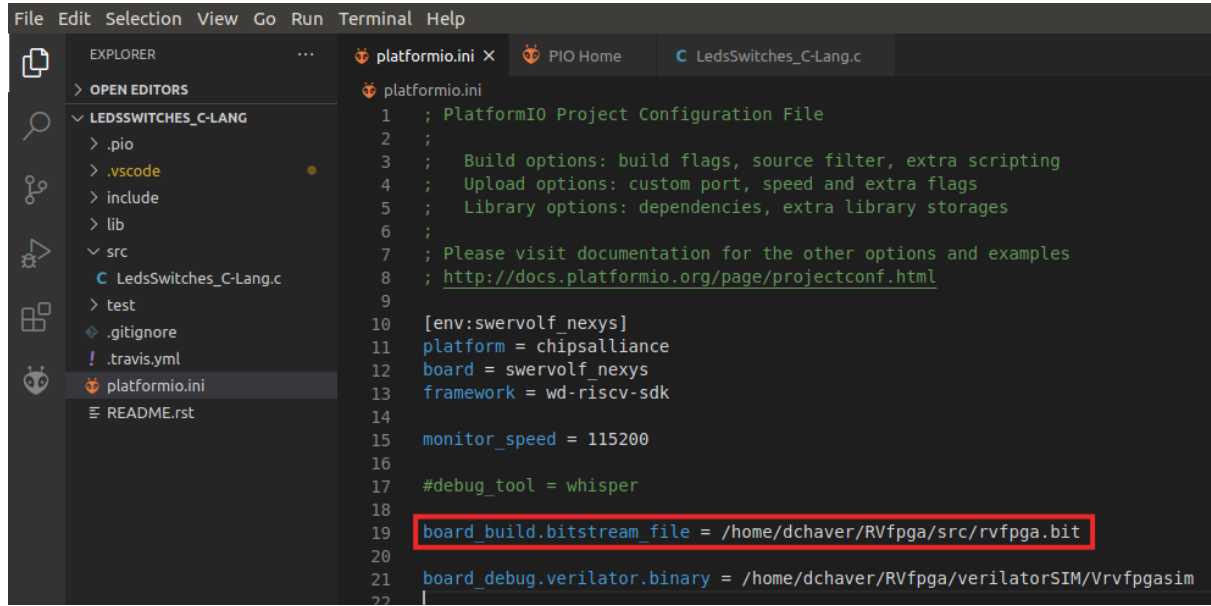 File Edit Selection View Go Run Terminal Help
EXPLORER ...
> OPEN EDITORS
LEDSSWITCHES_C-LANG
> .pio
> .vscode
> include
> lib
src
C LedsSwitches_C-Lang.c
> test
.gitignore
! .travis.yml
platformio.ini
README.rst
platformio.ini × PIO Home C LedsSwitches_C-Lang.c
platformio.ini
1 ; PlatformIO Project Configuration File
2 ;
3 ;   Build options: build flags, source filter, extra scripting
4 ;   Upload options: custom port, speed and extra flags
5 ;   Library options: dependencies, extra library storages
6 ;
7 ; Please visit documentation for the other options and examples
8 ; http://docs.platformio.org/page/projectconf.html
9
10 [env:swervolf_nexys]
11 platform = chipsalliance
12 board = swervolf_nexys
13 framework = wd-riscv-sdk
14
15 monitor_speed = 115200
16
17 #debug_tool = whisper
18
19 board_build.bitstream_file = /home/dchaver/RVfpga/src/rvfpga.bit
20
21 board_debug.verilator.binary = /home/dchaver/RVfpga/verilatorSIM/Vrvfpgasim
22